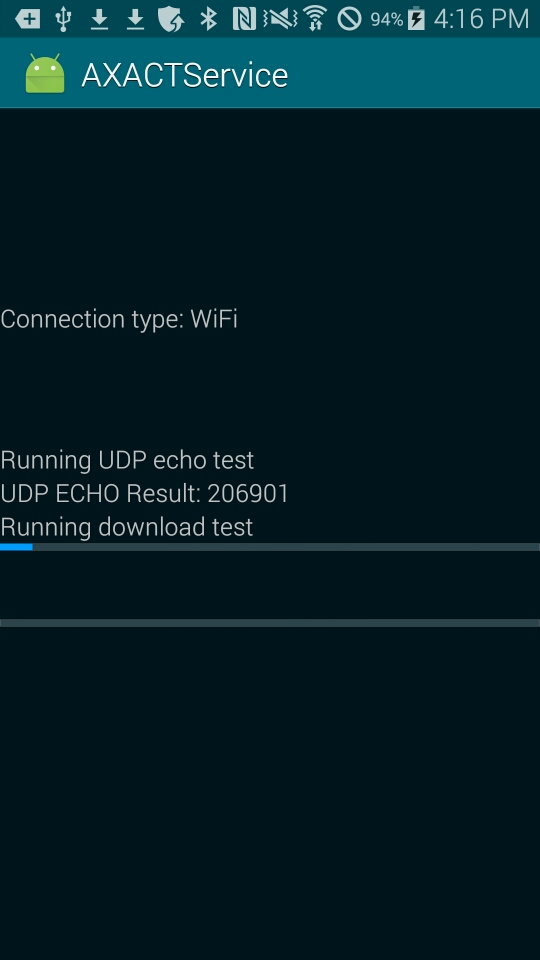 94% 4:16 PM
AXACTService
Connection type: WiFi
Running UDP echo test
UDP ECHO Result: 206901
Running download test